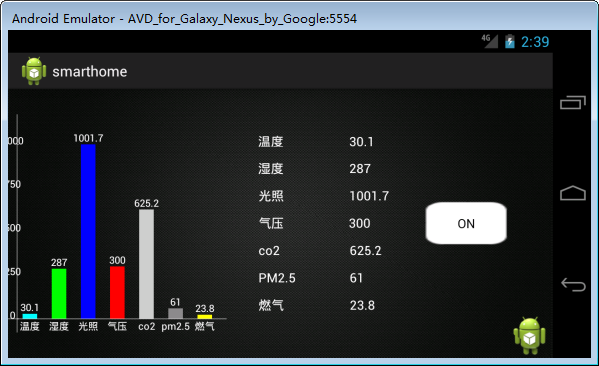 Android Emulator - AVD_for_Galaxy_Nexus_by_Google:5554
4G 2:39
smarthome
000
1001.7
750
625.2
500
287
300
250
30.1
61
23.8
0
温度 湿度 光照 气压 co2 pm2.5 燃气
温度 30.1
湿度 287
光照 1001.7
气压 300
co2 625.2
PM2.5 61
燃气 23.8
ON